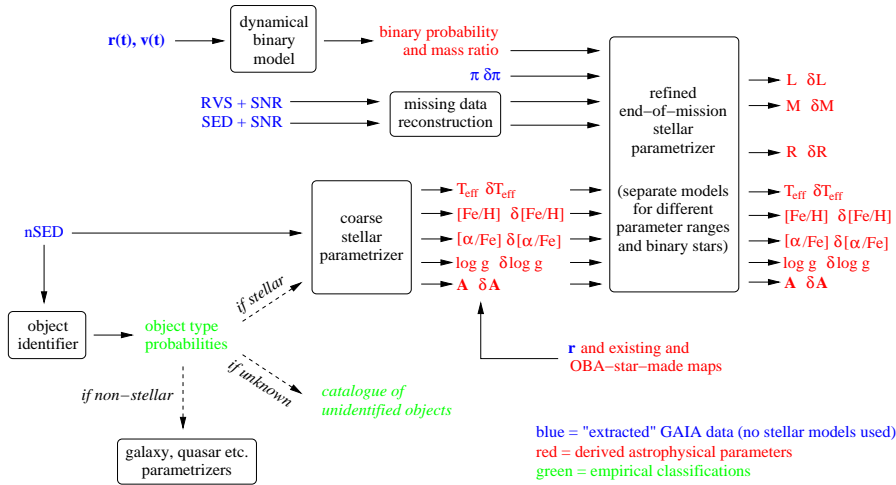 r(t), v(t)
dynamical
binary
model
binary probability
and mass ratio
π δπ
RVS + SNR
SED + SNR
missing data
reconstruction
refined
end−of−mission
stellar
parametrizer
(separate models
for different
parameter ranges
and binary stars)
L δL
M δM
R δR
Teff δTeff
[Fe/H] δ[Fe/H]
[α/Fe] δ[α/Fe]
log g δlog g
A δA
nSED
coarse
stellar
parametrizer
Teff δTeff
[Fe/H] δ[Fe/H]
[α/Fe] δ[α/Fe]
log g δlog g
A δA
r and existing and
OBA−star−made maps
object
identifier
object type
probabilities
if stellar
if unknown
if non−stellar
catalogue of
unidentified objects
galaxy, quasar etc.
parametrizers
blue = "extracted" GAIA data (no stellar models used)
red = derived astrophysical parameters
green = empirical classifications